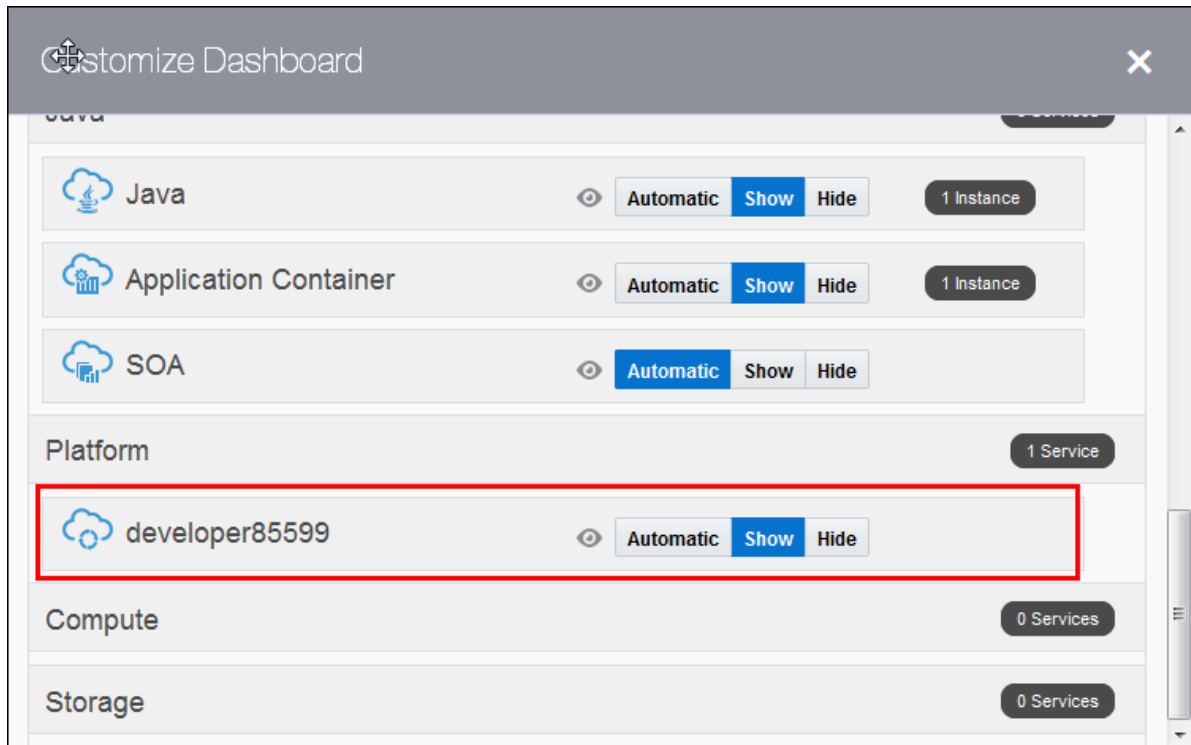 Customize Dashboard
Java
Java Automatic Show Hide 1 Instance
Application Container Automatic Show Hide 1 Instance
SOA Automatic Show Hide
Platform 1 Service
developer85599 Automatic Show Hide
Compute 0 Services
Storage 0 Services